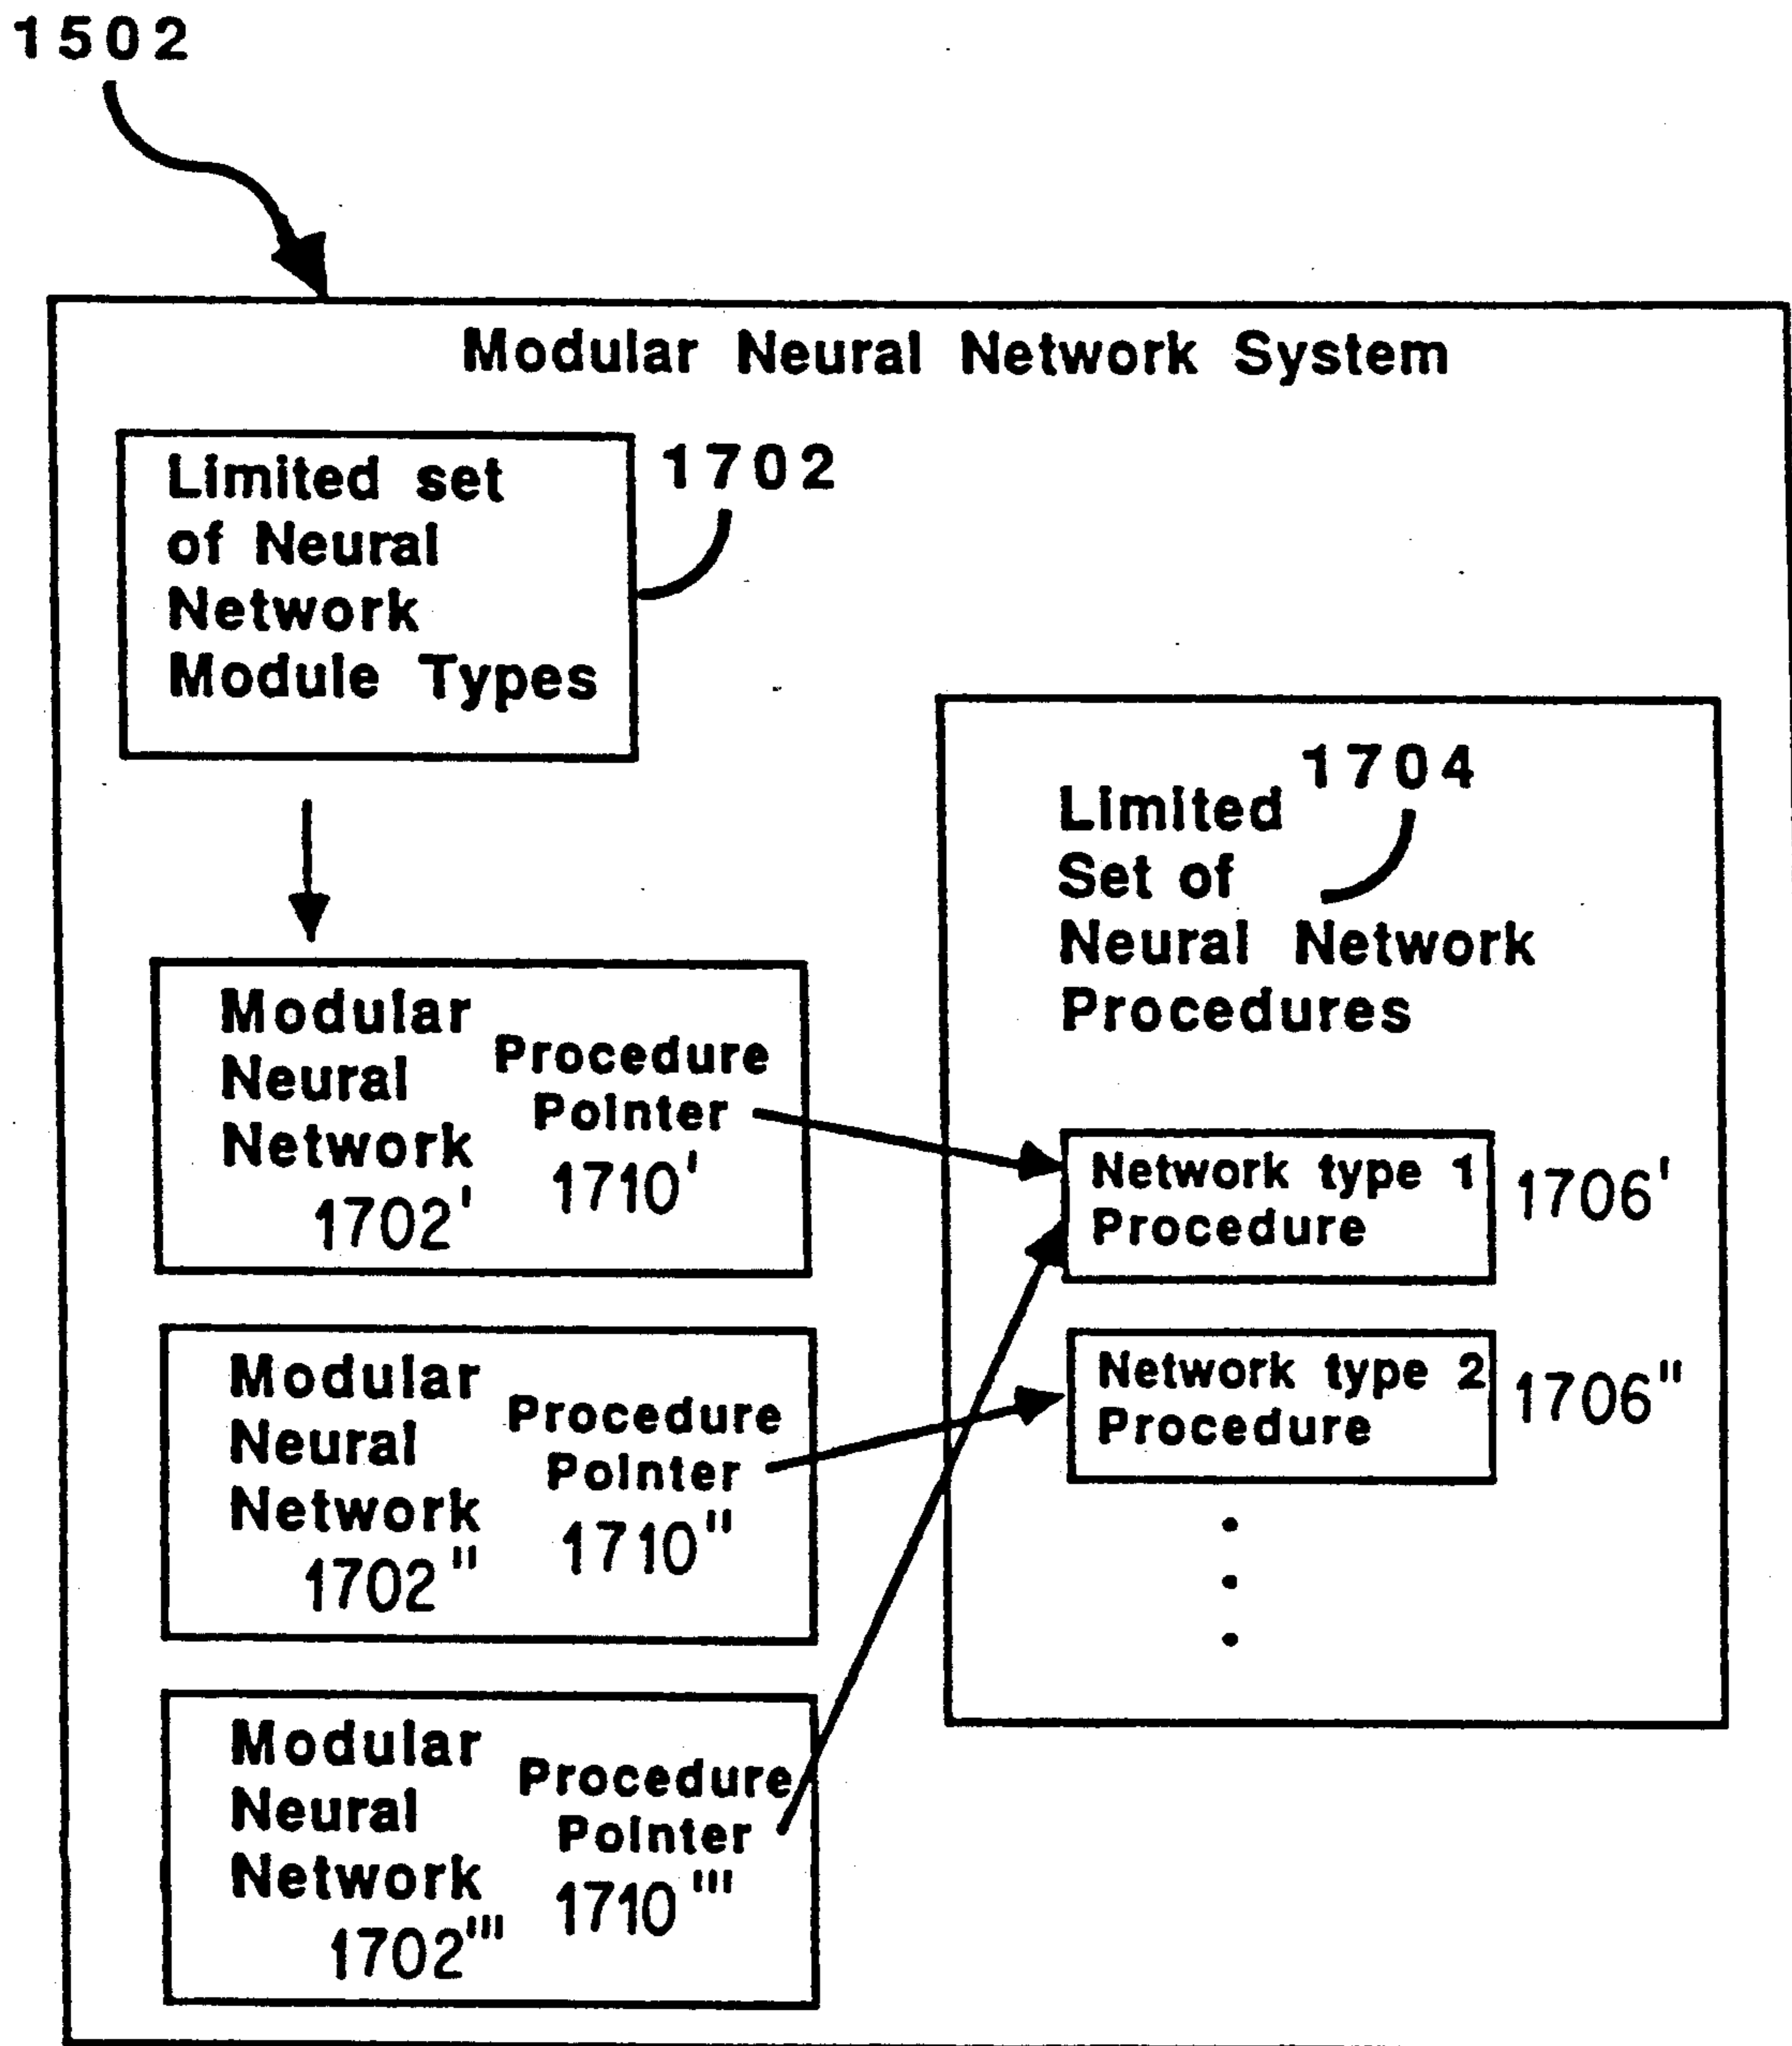 1502
Modular Neural Network System
Limited set
of Neural
Network
Module Types
1702
1704
Limited
Set of
Neural Network
Procedures
Modular
Neural
Network
1702'
Procedure
Pointer
1710'
Network type 1
Procedure
1706'
Modular
Neural
Network
1702"
Procedure
Pointer
1710"
Network type 2
Procedure
1706"
Modular
Neural
Network
1702'"
Procedure
Pointer
1710'"